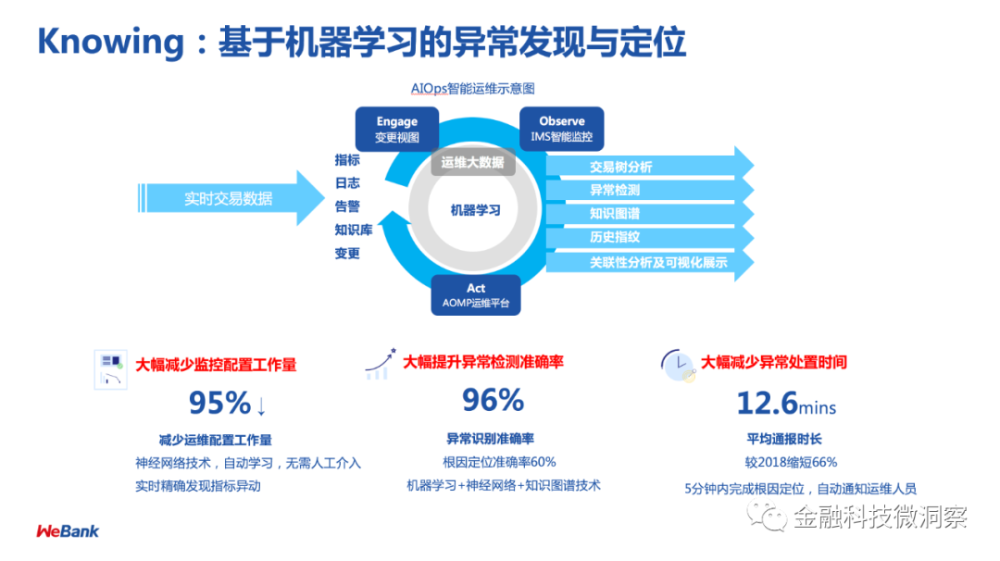 Knowing：基于机器学习的异常发现与定位
AIOps智能运维示意图
Engage
变更视图
Observe
IMS智能监控
运维大数据
机器学习
Act
AOMP运维平台
实时交易数据
指标
日志
告警
知识库
变更
交易树分析
异常检测
知识图谱
历史指纹
关联性分析及可视化展示
大幅减少监控配置工作量
95%↓
减少运维配置工作量
神经网络技术，自动学习，无需人工介入
实时精确发现指标异动
大幅提升异常检测准确率
96%
异常识别准确率
根因定位准确率60%
机器学习+神经网络+知识图谱技术
大幅减少异常处置时间
12.6mins
平均通报时长
较2018缩短66%
5分钟内完成根因定位，自动通知运维人员
WeBank
金融科技微洞察